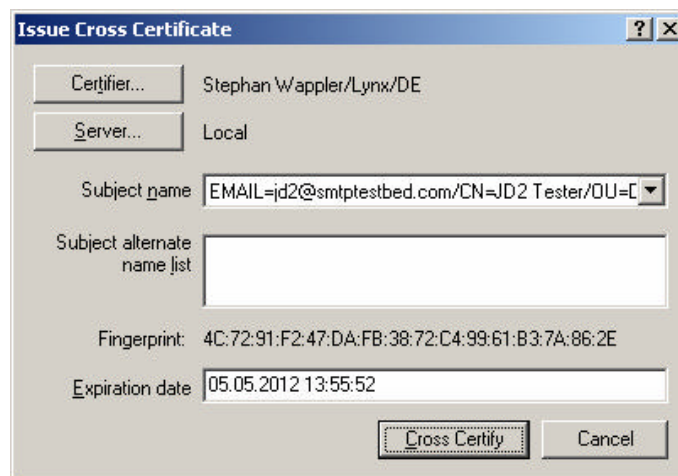 Issue Cross Certificate
Certifier... Stephan Wappler/Lynx/DE
Server... Local
Subject name EMAIL=jd2@smtptestbed.com/CN=JD2 Tester/OU=D
Subject alternate
name list
Fingerprint: 4C:72:91:F2:47:DA:FB:38:72:C4:99:61:B3:7A:86:2E
Expiration date 05.05.2012 13:55:52
Cross Certify Cancel